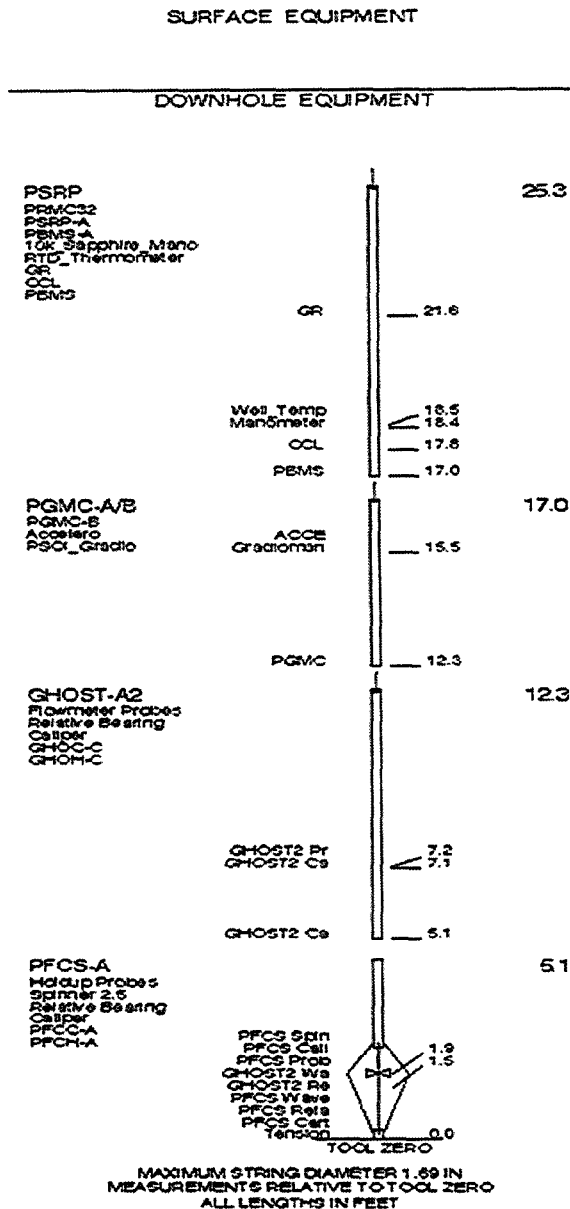 SURFACE EQUIPMENT
DOWNHOLE EQUIPMENT
PSRP 25.3
PRMC32
PSRP-A
PBMS-A
10k_Sapphire_Mano
RTD_Thermometer
GR
CCL
PBMS
GR 21.6
Well_Temp 18.5
Manometer 18.4
CCL 17.8
PBMS 17.0
PGMC-A/B 17.0
PGMC-B
Accelero
PSOI_Gradio
ACCE
Gradioman 15.5
PGMC 12.3
GHOST-A2 12.3
Flowmeter Probes
Relative Bearing
Caliper
GHOC-C
GHOH-C
GHOST2 Pr 7.2
GHOST2 Ca 7.1
GHOST2 Ca 5.1
PFCS-A 5.1
Holdup Probes
Spinner 2.5
Relative Bearing
Caliper
PFCC-A
PFCH-A
PFCS Spin
PFCS Cali 1.9
PFCS Prob 1.5
GHOST2 Wa
GHOST2 Re
PFCS Wave
PFCS Rela
PFCS Cart
Tension 0.0
TOOL ZERO
MAXIMUM STRING DIAMETER 1.69 IN
MEASUREMENTS RELATIVE TO TOOL ZERO
ALL LENGTHS IN FEET